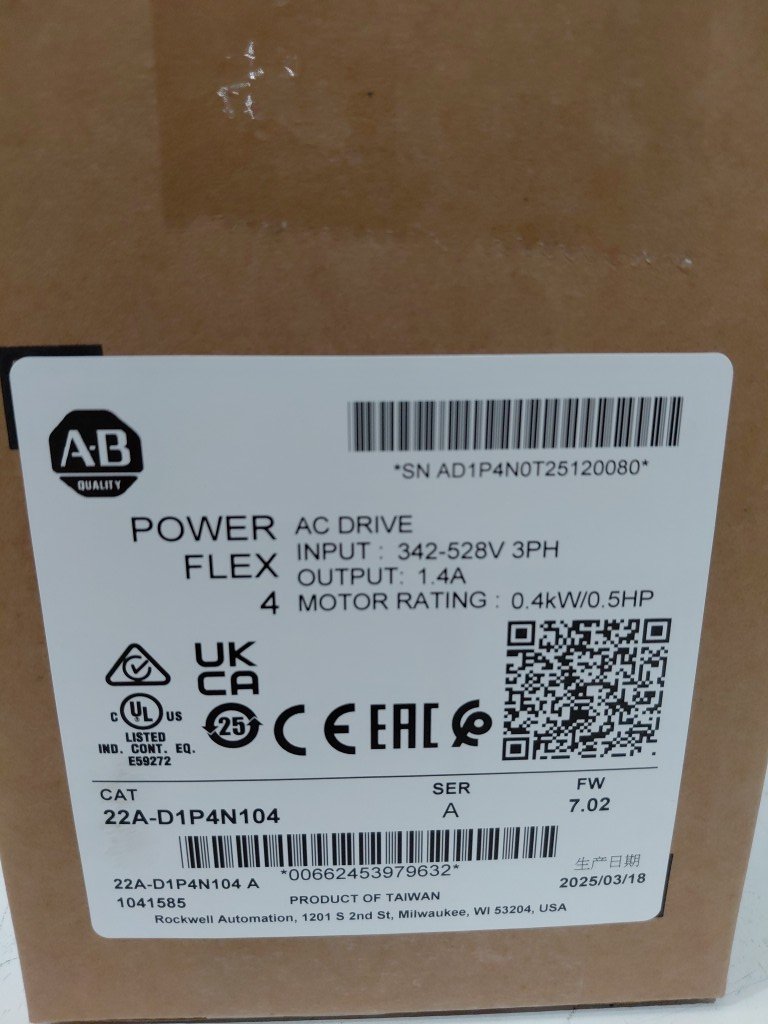 A-B
QUALITY
*SN AD1P4N0T25120080*
POWER
FLEX
4
AC DRIVE
INPUT : 342-528V 3PH
OUTPUT: 1.4A
MOTOR RATING : 0.4kW/0.5HP
UK
CA
C UL US
LISTED
IND. CONT. EQ.
E59272
25
CE
EAC
CAT
22A-D1P4N104
SER
A
FW
7.02
*00662453979632*
22A-D1P4N104 A
1041585
PRODUCT OF TAIWAN
生产日期
2025/03/18
Rockwell Automation, 1201 S 2nd St, Milwaukee, WI 53204, USA